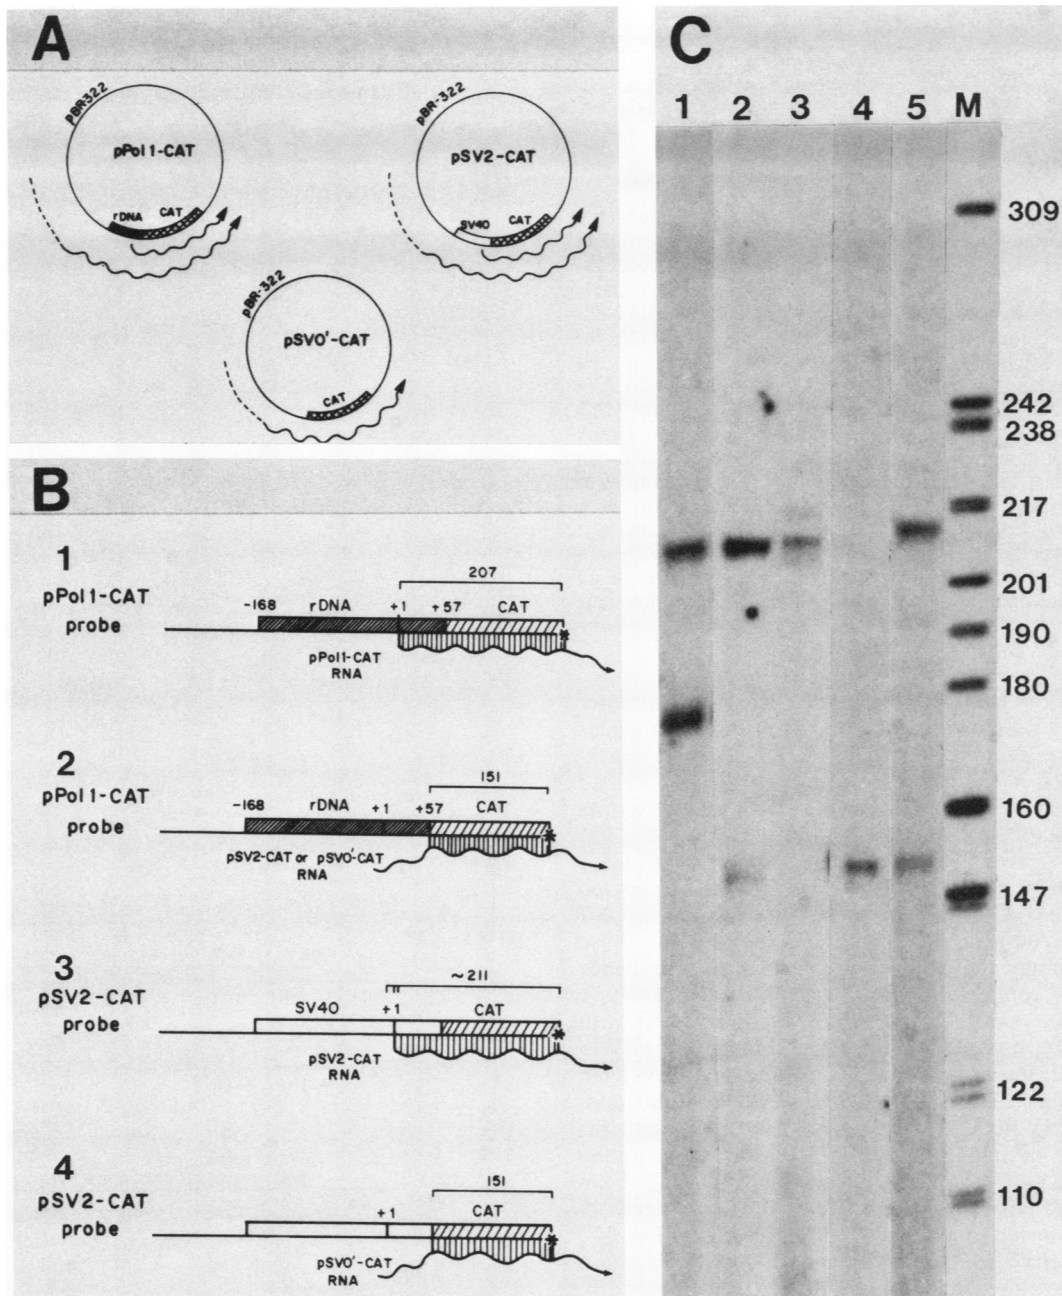 A
pBR322
pPol1-CAT
rDNA
CAT
pBR-322
pSV2-CAT
SV40
CAT
pBR-322
pSVO'-CAT
CAT
B
1
pPol1-CAT
probe
207
-168
rDNA
+1
+57
CAT
*
pPol1-CAT
RNA
2
pPol1-CAT
probe
151
-168
rDNA
+1
+57
CAT
*
pSV2-CAT or pSVO'-CAT
RNA
3
pSV2-CAT
probe
~211
SV40
+1
CAT
*
pSV2-CAT
RNA
4
pSV2-CAT
probe
151
+1
CAT
*
pSVO'-CAT
RNA
C
1 2 3 4 5 M
309
242
238
217
201
190
180
160
147
122
110